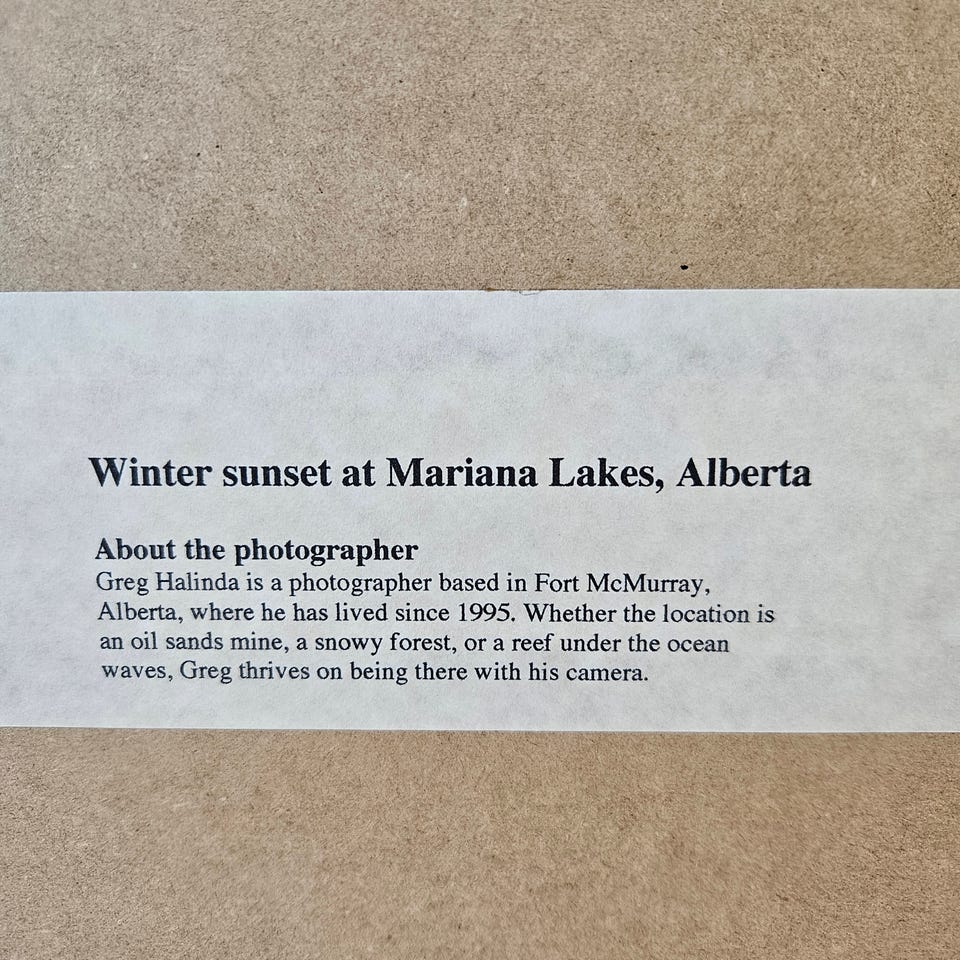 Winter sunset at Mariana Lakes, Alberta
About the photographer
Greg Halinda is a photographer based in Fort McMurray,
Alberta, where he has lived since 1995. Whether the location is
an oil sands mine, a snowy forest, or a reef under the ocean
waves, Greg thrives on being there with his camera.